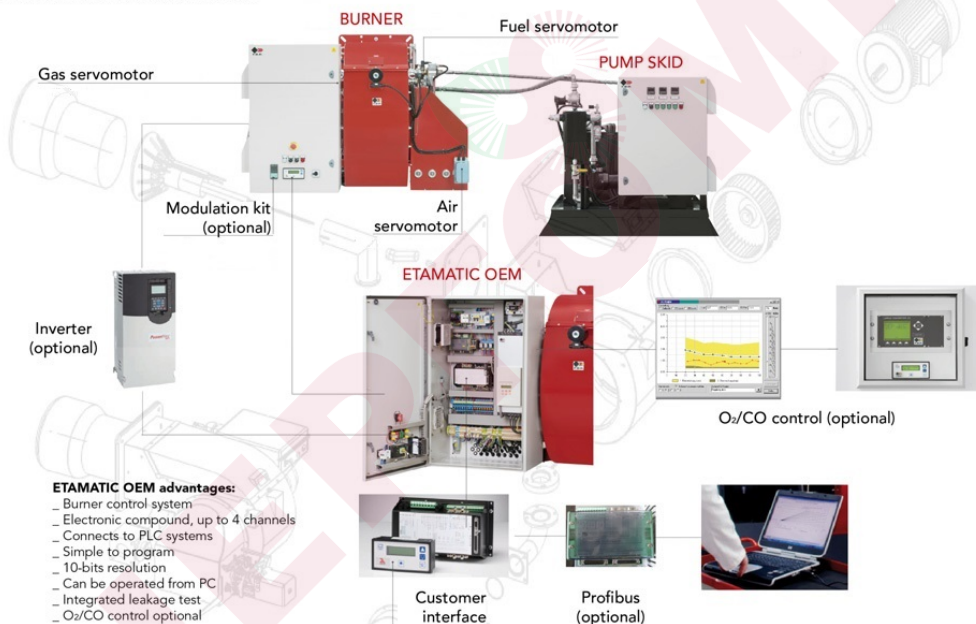 BURNER
Fuel servomotor
Gas servomotor
PUMP SKID
Modulation kit
(optional)
Air
servomotor
ETAMATIC OEM
Inverter
(optional)
O₂/CO control (optional)
ETAMATIC OEM advantages:
_ Burner control system
_ Electronic compound, up to 4 channels
_ Connects to PLC systems
_ Simple to program
_ 10-bits resolution
_ Can be operated from PC
_ Integrated leakage test
_ O₂/CO control optional
Customer
interface
Profibus
(optional)